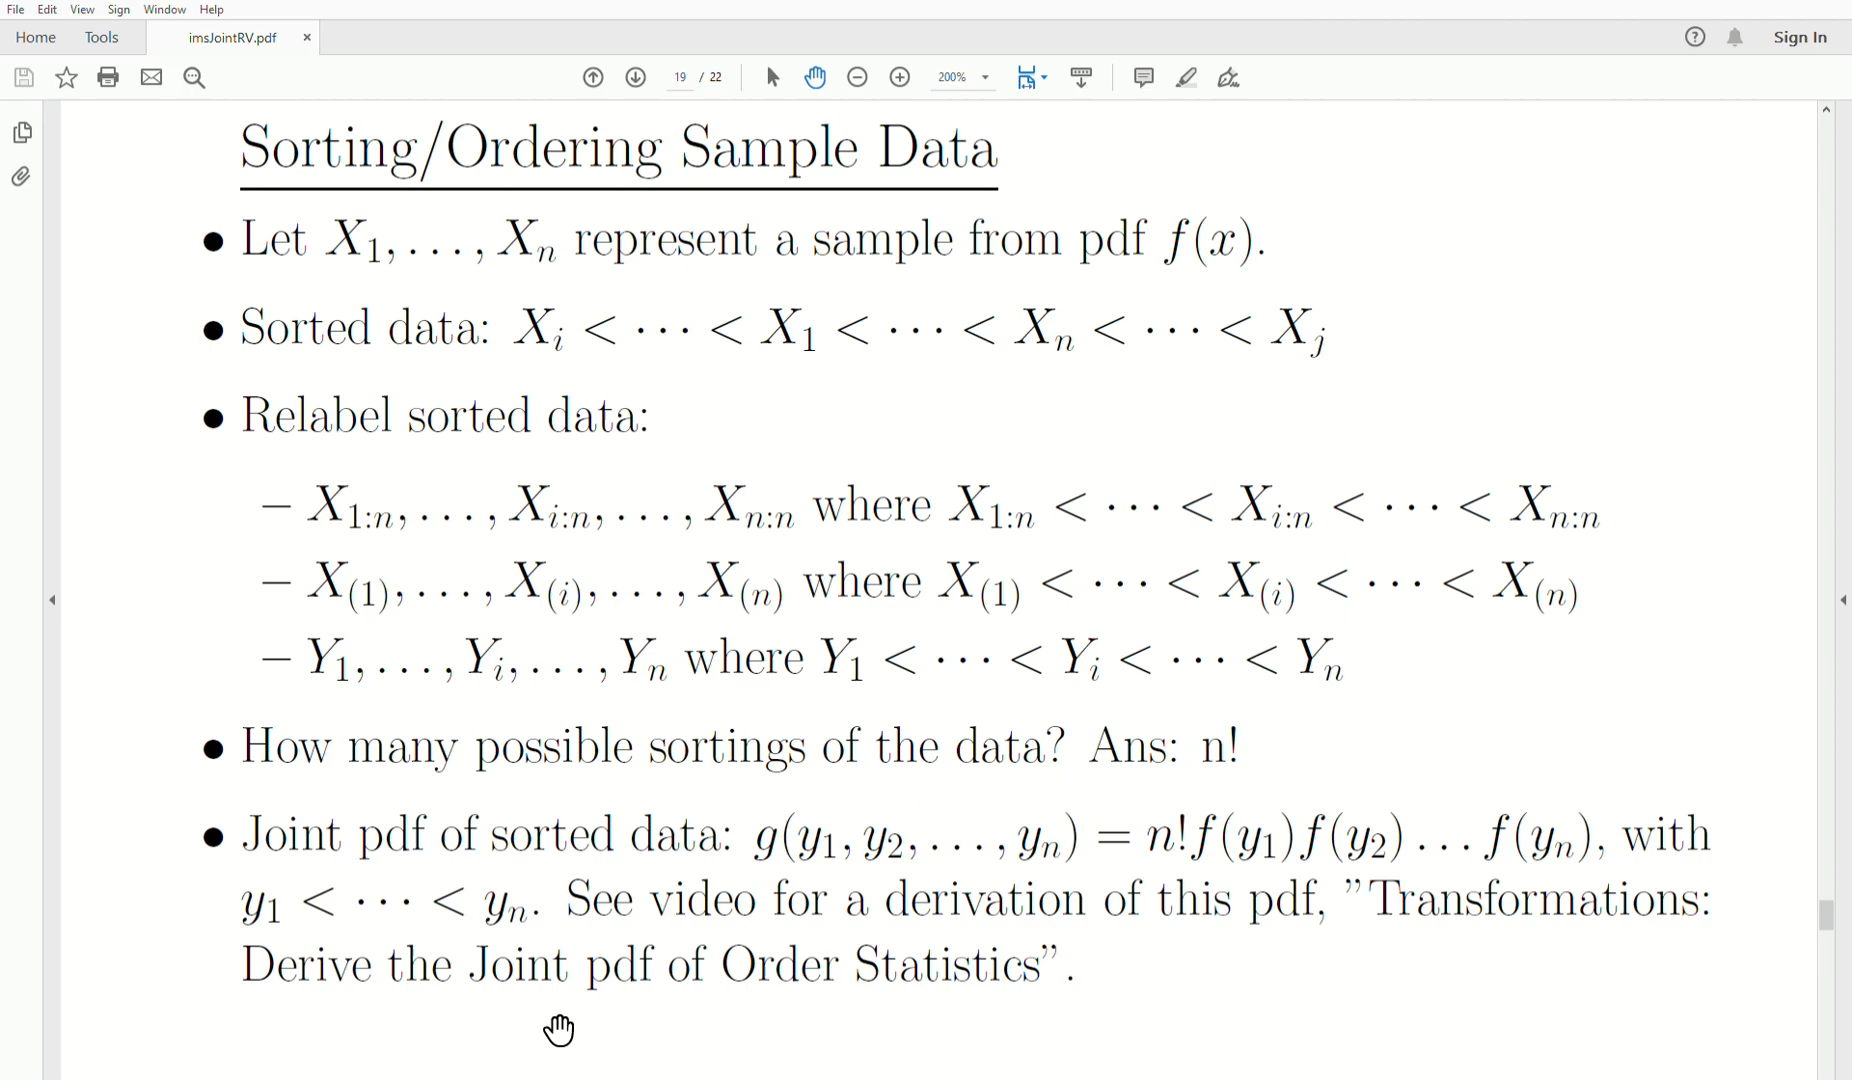 File Edit View Sign Window Help
Home Tools imsJointRV.pdf × ? Sign In
19 / 22 200%
Sorting/Ordering Sample Data
• Let X₁, . . . , Xₙ represent a sample from pdf f(x).
• Sorted data: Xᵢ < · · · < X₁ < · · · < Xₙ < · · · < Xⱼ
• Relabel sorted data:
– X₁:ₙ, . . . , Xᵢ:ₙ, . . . , Xₙ:ₙ where X₁:ₙ < · · · < Xᵢ:ₙ < · · · < Xₙ:ₙ
– X₍₁₎, . . . , X₍ᵢ₎, . . . , X₍ₙ₎ where X₍₁₎ < · · · < X₍ᵢ₎ < · · · < X₍ₙ₎
– Y₁, . . . , Yᵢ, . . . , Yₙ where Y₁ < · · · < Yᵢ < · · · < Yₙ
• How many possible sortings of the data? Ans: n!
• Joint pdf of sorted data: g(y₁, y₂, . . . , yₙ) = n!f(y₁)f(y₂) . . . f(yₙ), with
y₁ < · · · < yₙ. See video for a derivation of this pdf, ”Transformations:
Derive the Joint pdf of Order Statistics”.